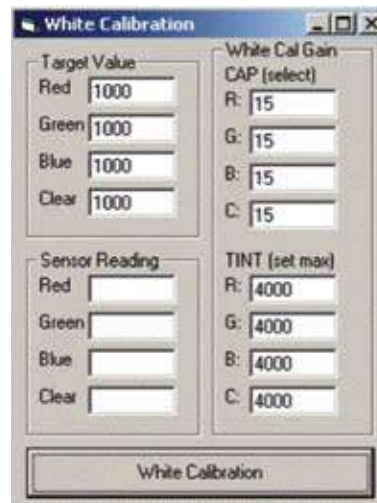 White Calibration
Target Value
Red 1000
Green 1000
Blue 1000
Clear 1000
Sensor Reading
Red
Green
Blue
Clear
White Cal Gain
CAP (select)
R: 15
G: 15
B: 15
C: 15
TINT (set max)
R: 4000
G: 4000
B: 4000
C: 4000
White Calibration